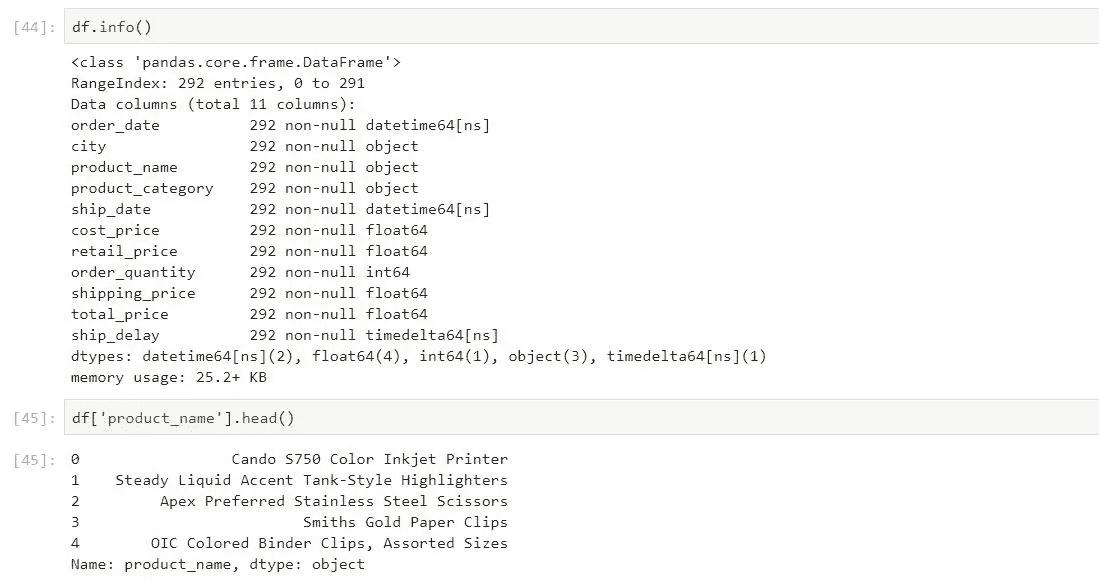 [44]: df.info()
<class 'pandas.core.frame.DataFrame'>
RangeIndex: 292 entries, 0 to 291
Data columns (total 11 columns):
order_date          292 non-null datetime64[ns]
city                292 non-null object
product_name        292 non-null object
product_category    292 non-null object
ship_date           292 non-null datetime64[ns]
cost_price          292 non-null float64
retail_price        292 non-null float64
order_quantity      292 non-null int64
shipping_price      292 non-null float64
total_price         292 non-null float64
ship_delay          292 non-null timedelta64[ns]
dtypes: datetime64[ns](2), float64(4), int64(1), object(3), timedelta64[ns](1)
memory usage: 25.2+ KB
[45]: df['product_name'].head()
[45]: 0                 Cando S750 Color Inkjet Printer
1    Steady Liquid Accent Tank-Style Highlighters
2         Apex Preferred Stainless Steel Scissors
3                         Smiths Gold Paper Clips
4        OIC Colored Binder Clips, Assorted Sizes
Name: product_name, dtype: object